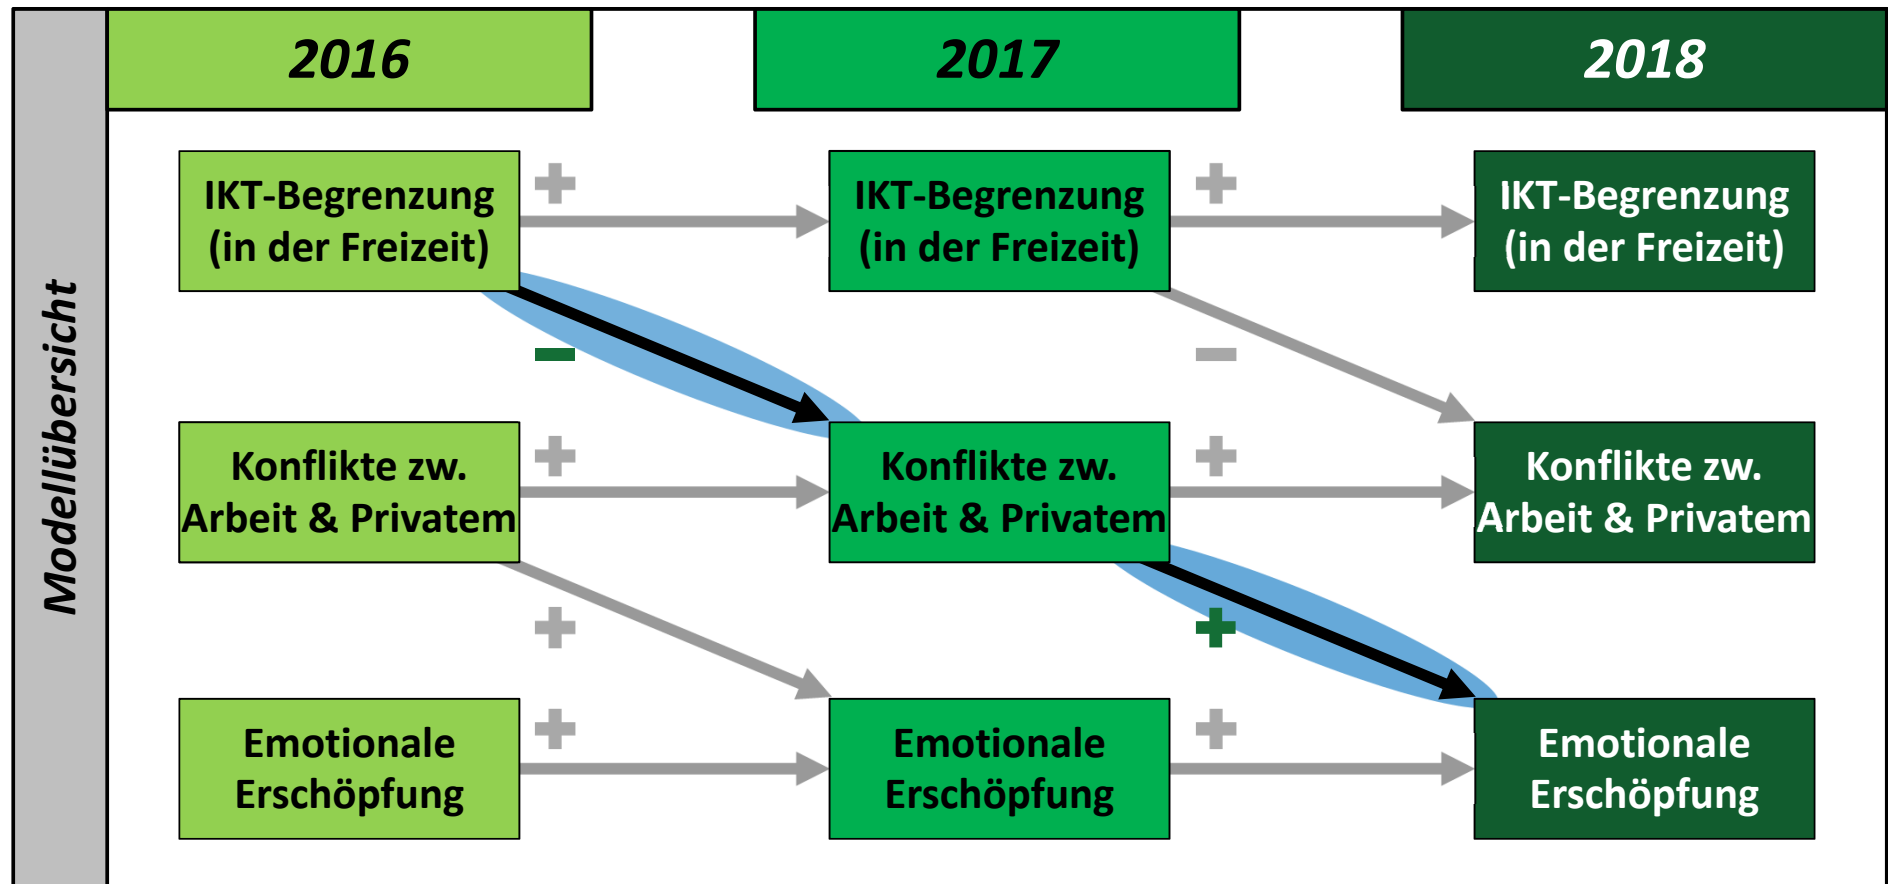 Modellübersicht
2016
2017
2018
IKT-Begrenzung
(in der Freizeit)
+
IKT-Begrenzung
(in der Freizeit)
+
IKT-Begrenzung
(in der Freizeit)
–
–
Konflikte zw.
Arbeit & Privatem
+
Konflikte zw.
Arbeit & Privatem
+
Konflikte zw.
Arbeit & Privatem
+
+
Emotionale
Erschöpfung
+
Emotionale
Erschöpfung
+
Emotionale
Erschöpfung